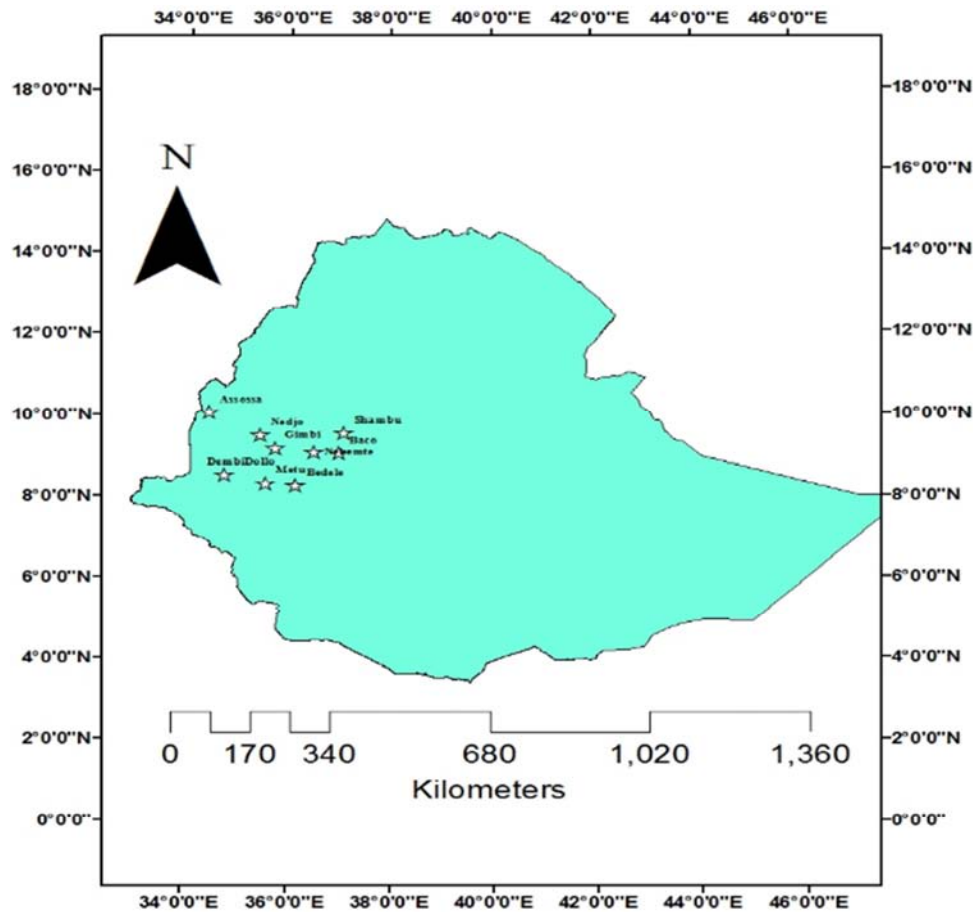 34°0'0"E 36°0'0"E 38°0'0"E 40°0'0"E 42°0'0"E 44°0'0"E 46°0'0"E
18°0'0"N 18°0'0"N
N
16°0'0"N 16°0'0"N
14°0'0"N 14°0'0"N
12°0'0"N 12°0'0"N
10°0'0"N 10°0'0"N
Assossa
Nedjo Shambu
Gimbi Baco
Nekemte
DembiDollo Metu Bedele
8°0'0"N 8°0'0"N
6°0'0"N 6°0'0"N
4°0'0"N 4°0'0"N
2°0'0"N 2°0'0"N
0 170 340 680 1,020 1,360
Kilometers
0°0'0" 0°0'0"
34°0'0"E 36°0'0"E 38°0'0"E 40°0'0"E 42°0'0"E 44°0'0"E 46°0'0"E